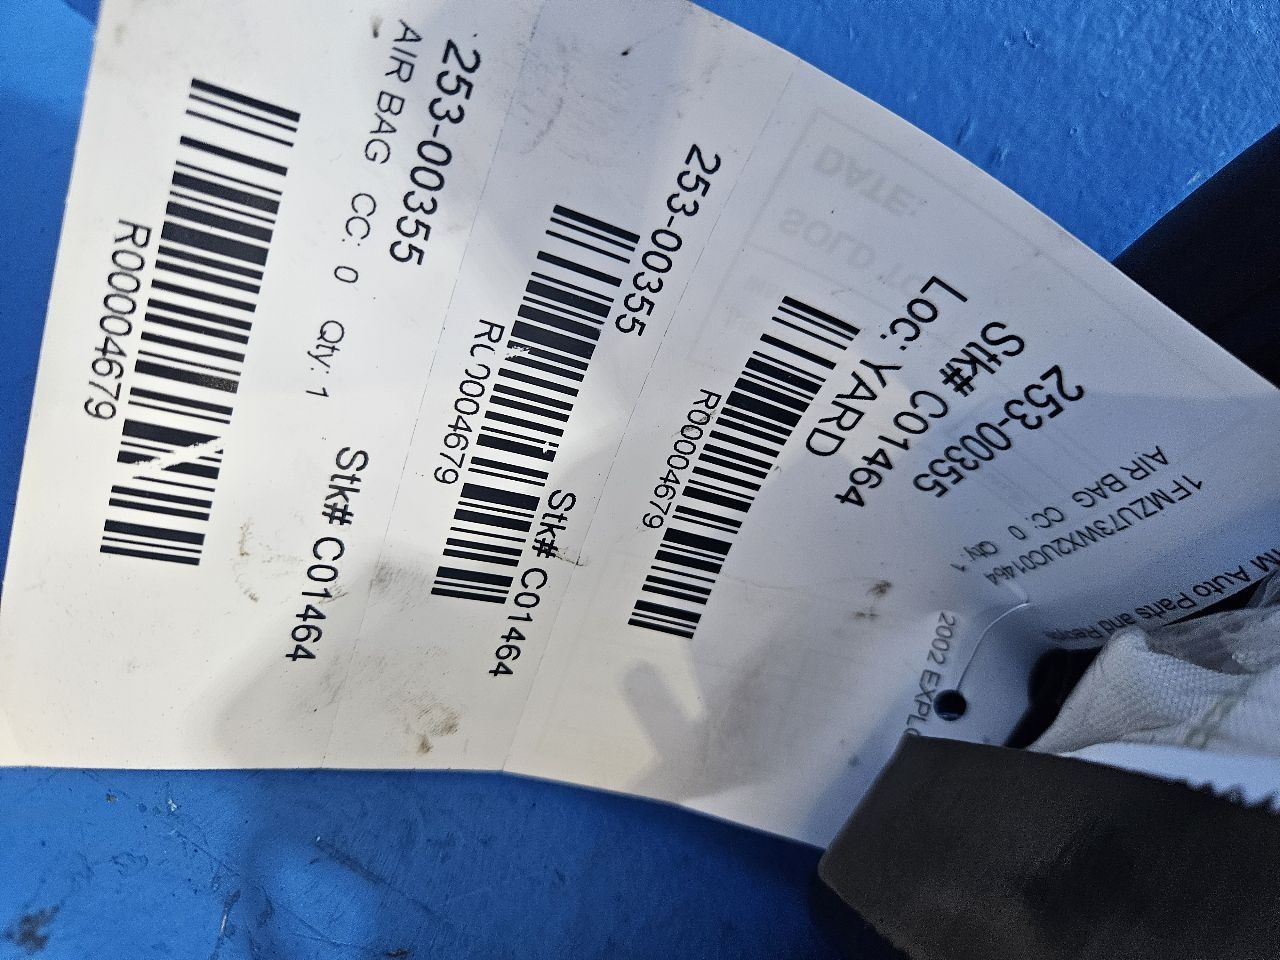 Auto Parts and
2002
1FMZU73WX2UC01464
AIR BAG CC: 0 Qty: 1
253-00355
Stk# C01464
Loc: YARD
R00004679
253-00355
Stk# C01464
R00004679
253-00355
AIR BAG CC: 0 Qty: 1
Stk# C01464
R00004679
DATE:
SOLD TO